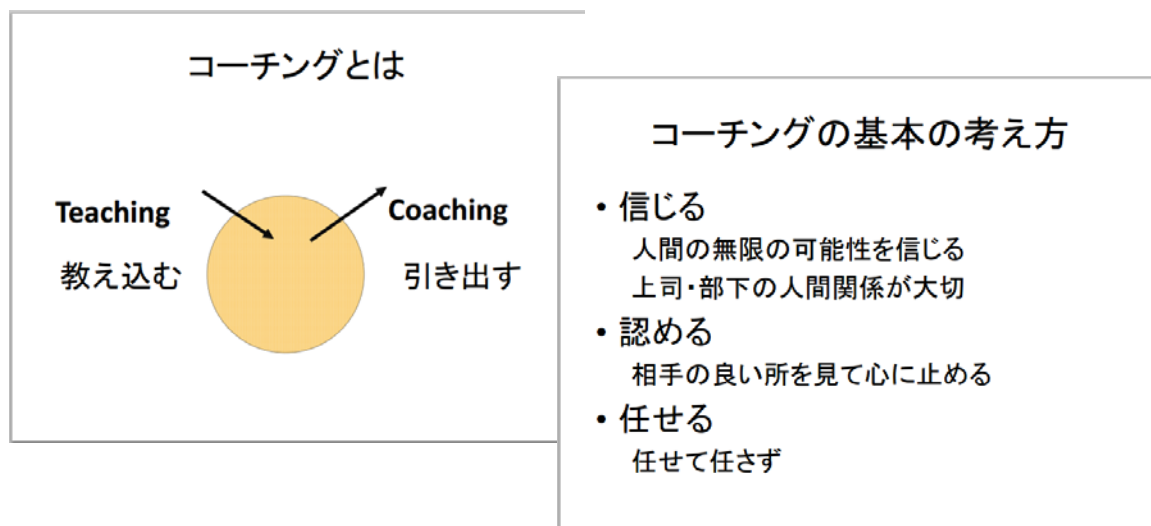 コーチングとは
Teaching
教え込む
Coaching
引き出す
コーチングの基本の考え方
・信じる
人間の無限の可能性を信じる
上司・部下の人間関係が大切
・認める
相手の良い所を見て心に止める
・任せる
任せて任さず